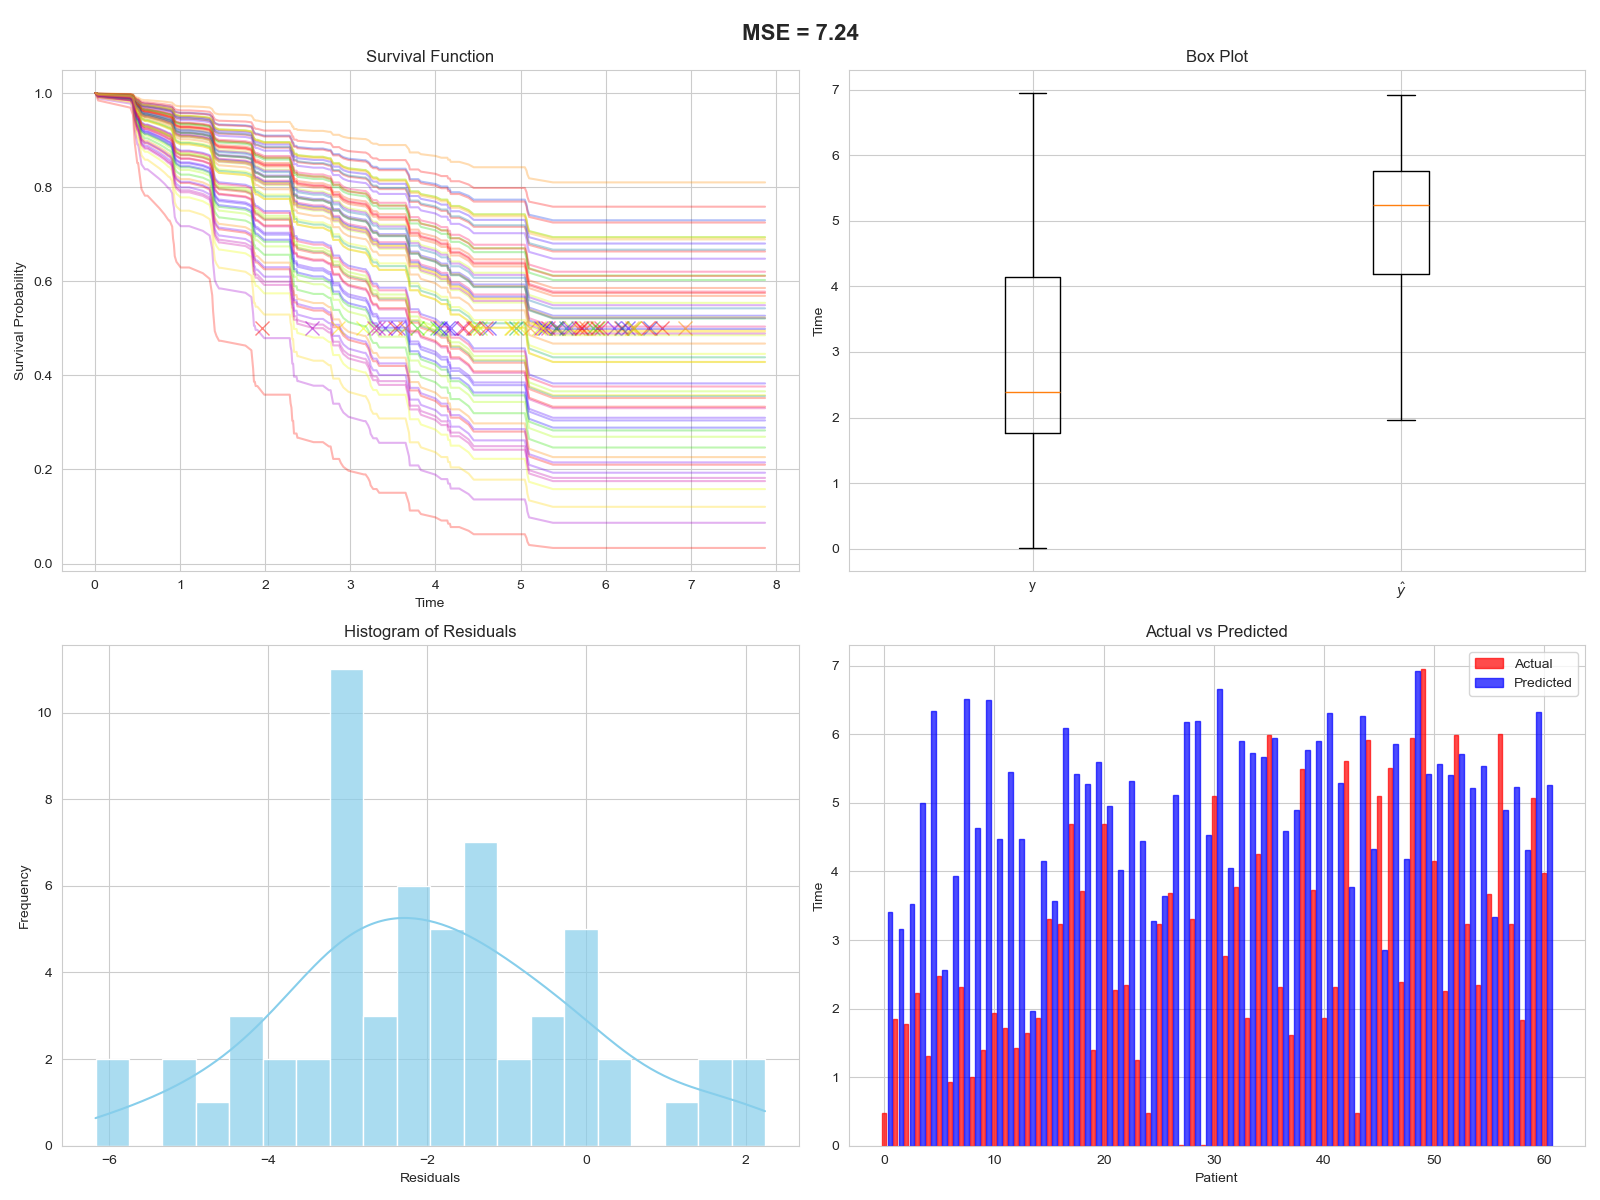 MSE = 7.24
Survival Function
Survival Probability
1.0
0.8
0.6
0.4
0.2
0.0
0 1 2 3 4 5 6 7 8
Time
Box Plot
Time
7
6
5
4
3
2
1
0
y ŷ
Histogram of Residuals
Frequency
10
8
6
4
2
0
−6 −4 −2 0 2
Residuals
Actual vs Predicted
Time
7
6
5
4
3
2
1
0
Actual
Predicted
0 10 20 30 40 50 60
Patient